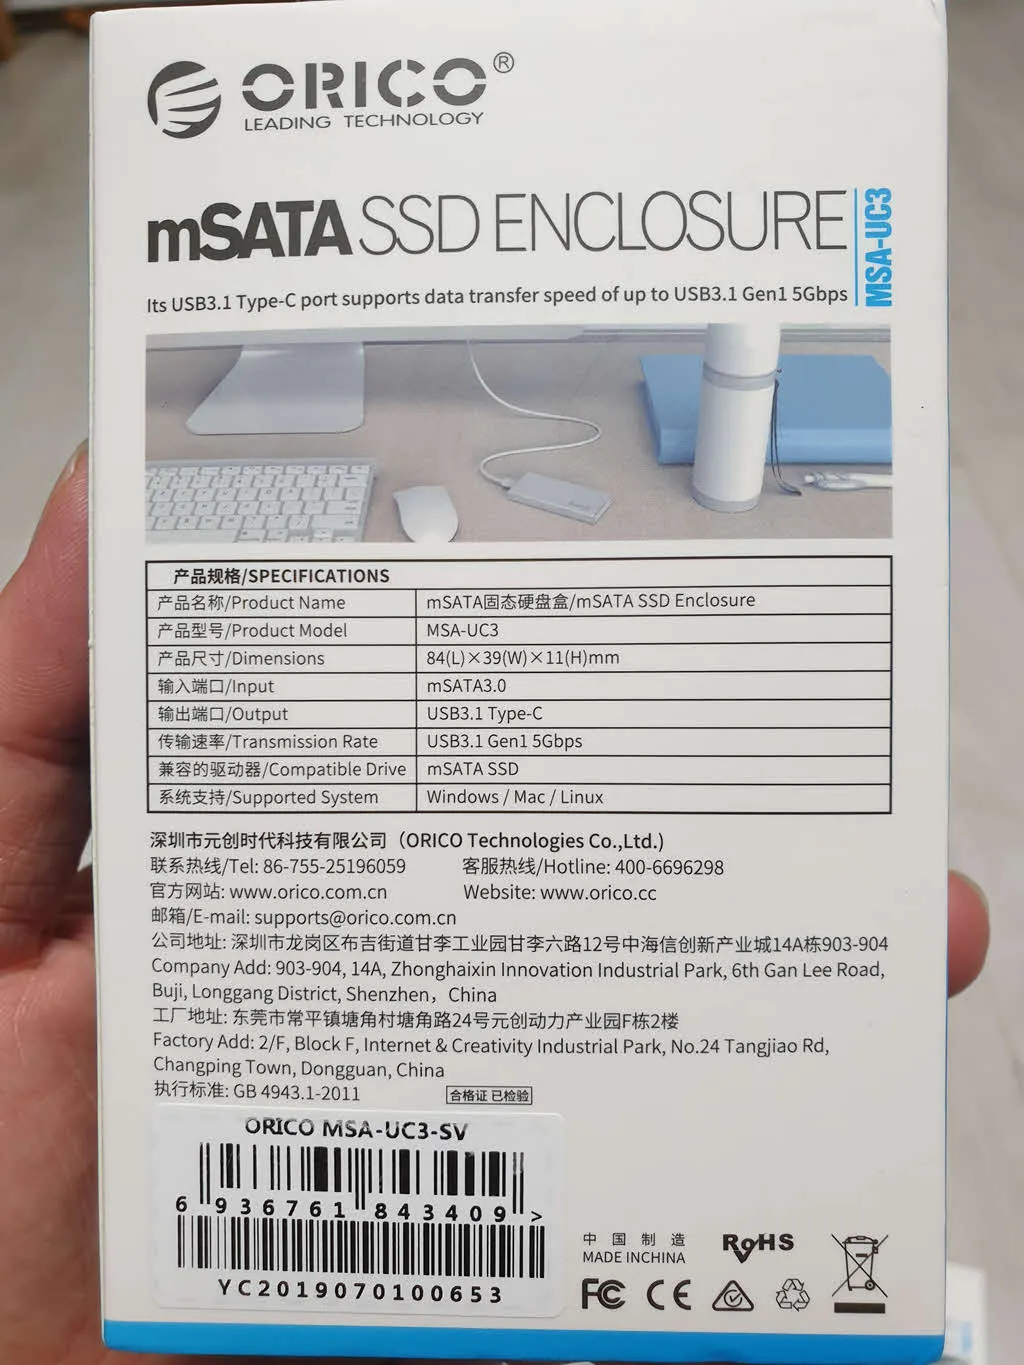 ORICO®
LEADING TECHNOLOGY
mSATA SSD ENCLOSURE
MSA-UC3
Its USB3.1 Type-C port supports data transfer speed of up to USB3.1 Gen1 5Gbps
产品规格/SPECIFICATIONS
产品名称/Product Name mSATA固态硬盘盒/mSATA SSD Enclosure
产品型号/Product Model MSA-UC3
产品尺寸/Dimensions 84(L)×39(W)×11(H)mm
输入端口/Input mSATA3.0
输出端口/Output USB3.1 Type-C
传输速率/Transmission Rate USB3.1 Gen1 5Gbps
兼容的驱动器/Compatible Drive mSATA SSD
系统支持/Supported System Windows / Mac / Linux
深圳市元创时代科技有限公司（ORICO Technologies Co.,Ltd.)
联系热线/Tel: 86-755-25196059 客服热线/Hotline: 400-6696298
官方网站: www.orico.com.cn Website: www.orico.cc
邮箱/E-mail: supports@orico.com.cn
公司地址: 深圳市龙岗区布吉街道甘李工业园甘李六路12号中海信创新产业城14A栋903-904
Company Add: 903-904, 14A, Zhonghaixin Innovation Industrial Park, 6th Gan Lee Road,
Buji, Longgang District, Shenzhen，China
工厂地址: 东莞市常平镇塘角村塘角路24号元创动力产业园F栋2楼
Factory Add: 2/F, Block F, Internet & Creativity Industrial Park, No.24 Tangjiao Rd,
Changping Town, Dongguan, China
执行标准: GB 4943.1-2011 合格证 已检验
ORICO MSA-UC3-SV
6 936761 843409 >
YC2019070100653
中国制造
MADE INCHINA
RoHS
FC CE